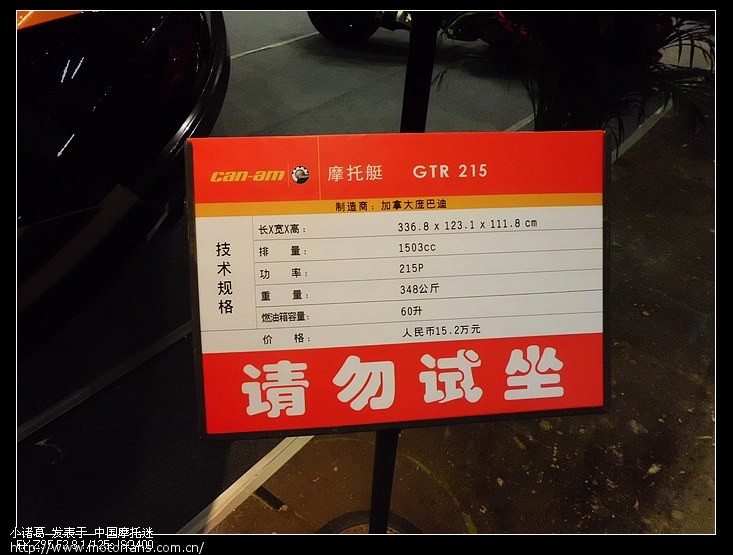 can-am 摩托艇 GTR 215
制造商：加拿大庞巴迪
技术规格
长X宽X高： 336.8 x 123.1 x 111.8 cm
排 量： 1503cc
功 率： 215P
重 量： 348公斤
燃油箱容量： 60升
价 格： 人民币15.2万元
请勿试坐
小诸葛 发表于 中国摩托迷
http://www.motorfans.com.cn/